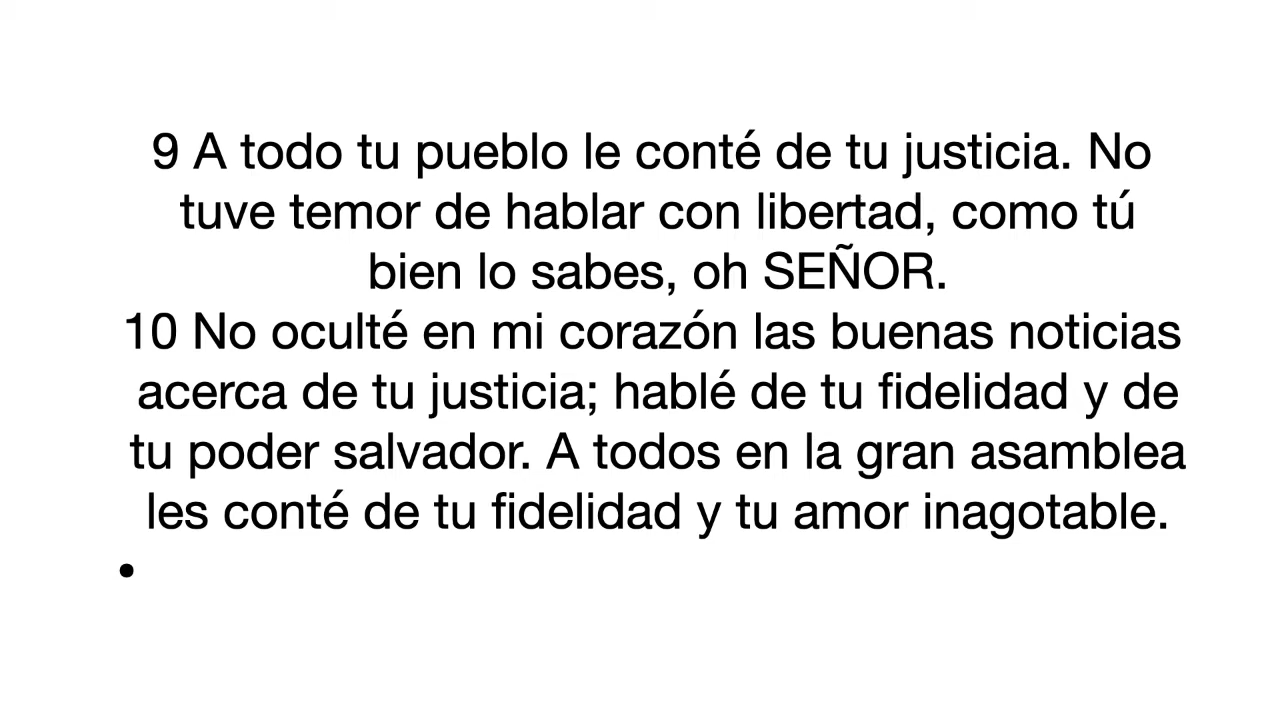 9 A todo tu pueblo le conté de tu justicia. No
tuve temor de hablar con libertad, como tú
bien lo sabes, oh SEÑOR.
10 No oculté en mi corazón las buenas noticias
acerca de tu justicia; hablé de tu fidelidad y de
tu poder salvador. A todos en la gran asamblea
les conté de tu fidelidad y tu amor inagotable.
•